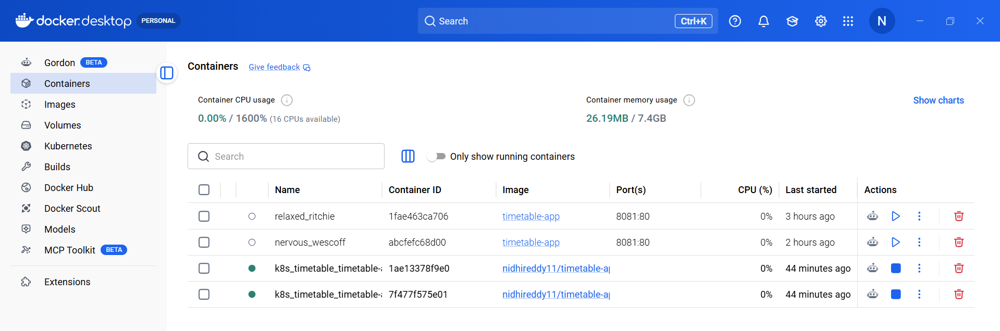 docker.desktop PERSONAL Search Ctrl+K N
Gordon BETA
Containers
Images
Volumes
Kubernetes
Builds
Docker Hub
Docker Scout
Models
MCP Toolkit BETA
Extensions
Containers Give feedback
Container CPU usage
0.00% / 1600% (16 CPUs available)
Container memory usage
26.19MB / 7.4GB
Show charts
Search
Only show running containers
Name Container ID Image Port(s) CPU (%) Last started Actions
relaxed_ritchie 1fae463ca706 timetable-app 8081:80 0% 3 hours ago
nervous_wescoff abcfefc68d00 timetable-app 8081:80 0% 2 hours ago
k8s_timetable_timetable- 1ae13378f9e0 nidhireddy11/timetable-ap 0% 44 minutes ago
k8s_timetable_timetable- 7f477f575e01 nidhireddy11/timetable-ap 0% 44 minutes ago